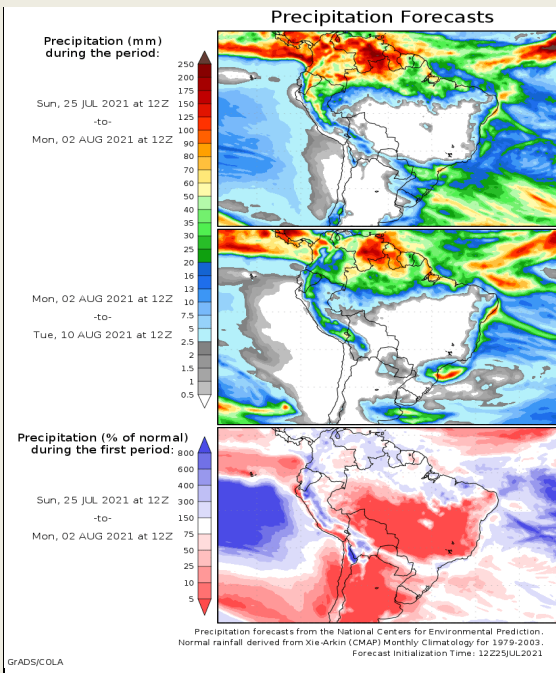 Precipitation Forecasts
Precipitation (mm)
during the period:
Sun, 25 JUL 2021 at 12Z
-to-
Mon, 02 AUG 2021 at 12Z
250
200
175
150
125
100
90
80
70
60
50
40
35
30
25
20
16
13
10
7.5
5
2.5
2
1.5
1
0.5
Mon, 02 AUG 2021 at 12Z
-to-
Tue, 10 AUG 2021 at 12Z
Precipitation (% of normal)
during the first period:
Sun, 25 JUL 2021 at 12Z
-to-
Mon, 02 AUG 2021 at 12Z
800
600
400
300
150
75
50
25
10
5
Precipitation forecasts from the National Centers for Environmental Prediction.
Normal rainfall derived from Xie-Arkin (CMAP) Monthly Climatology for 1979-2003.
Forecast Initialization Time: 12Z25JUL2021
GrADS/COLA